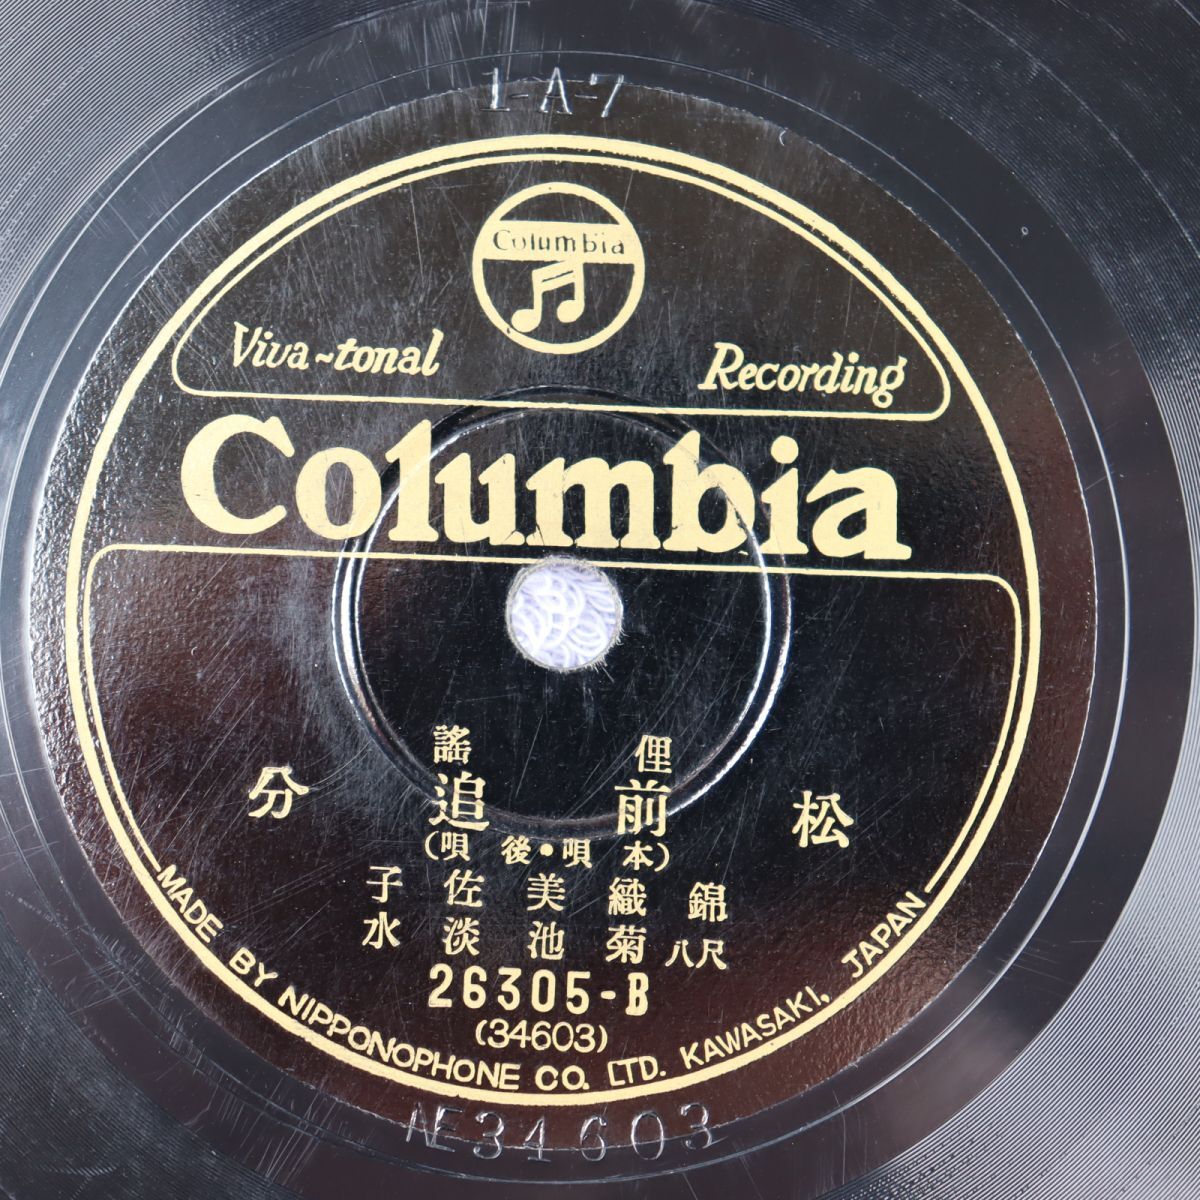 1-A-7
Columbia
Viva-tonal Recording
Columbia
俚謠
松前追分
(本唄・後唄)
錦織美佐子
尺八 菊池淡水
26305-B
(34603)
MADE BY NIPPONOPHONE CO. LTD. KAWASAKI, JAPAN
NE34603